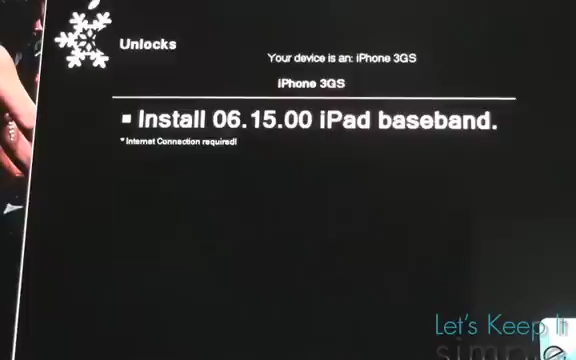 Unlocks
Your device is an: iPhone 3GS
iPhone 3GS
Install 06.15.00 iPad baseband.
* Internet Connection required!
Let's Keep It
simple